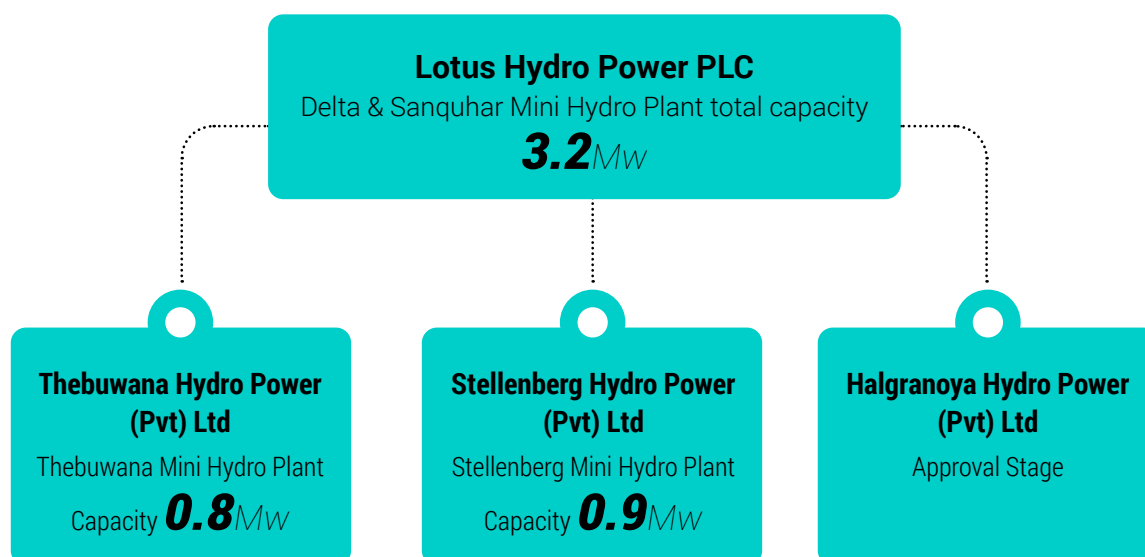 Lotus Hydro Power PLC
Delta & Sanquhar Mini Hydro Plant total capacity
3.2Mw
Thebuwana Hydro Power
(Pvt) Ltd
Thebuwana Mini Hydro Plant
Capacity 0.8Mw
Stellenberg Hydro Power
(Pvt) Ltd
Stellenberg Mini Hydro Plant
Capacity 0.9Mw
Halgranoya Hydro Power
(Pvt) Ltd
Approval Stage